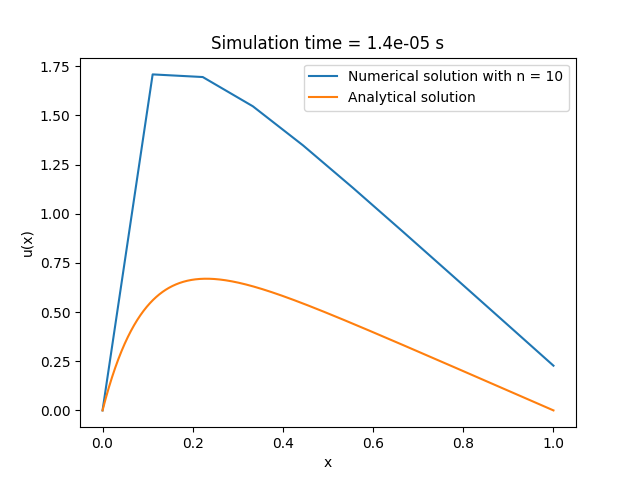 Simulation time = 1.4e-05 s
Numerical solution with n = 10
Analytical solution
u(x)
1.75
1.50
1.25
1.00
0.75
0.50
0.25
0.00
0.0 0.2 0.4 0.6 0.8 1.0
x